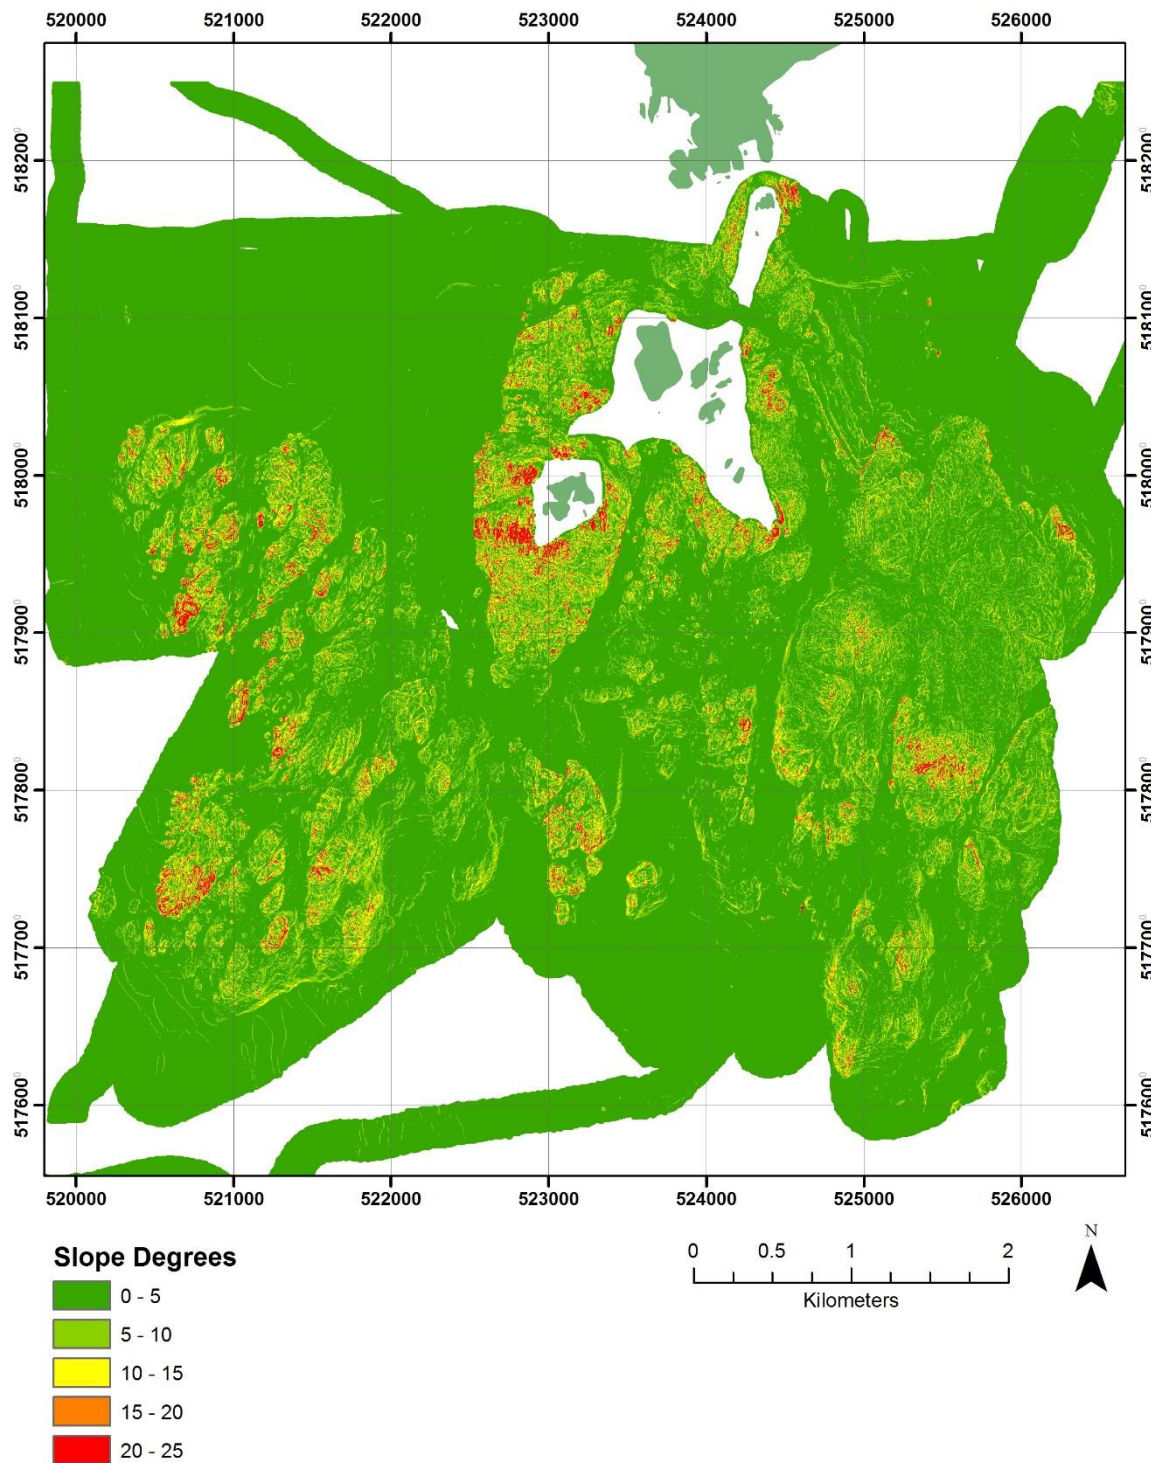 520000 521000 522000 523000 524000 525000 526000
5182000 5182000
5181000 5181000
5180000 5180000
5179000 5179000
5178000 5178000
5177000 5177000
5176000 5176000
520000 521000 522000 523000 524000 525000 526000
Slope Degrees
0 - 5
5 - 10
10 - 15
15 - 20
20 - 25
0 0.5 1 2
Kilometers
N